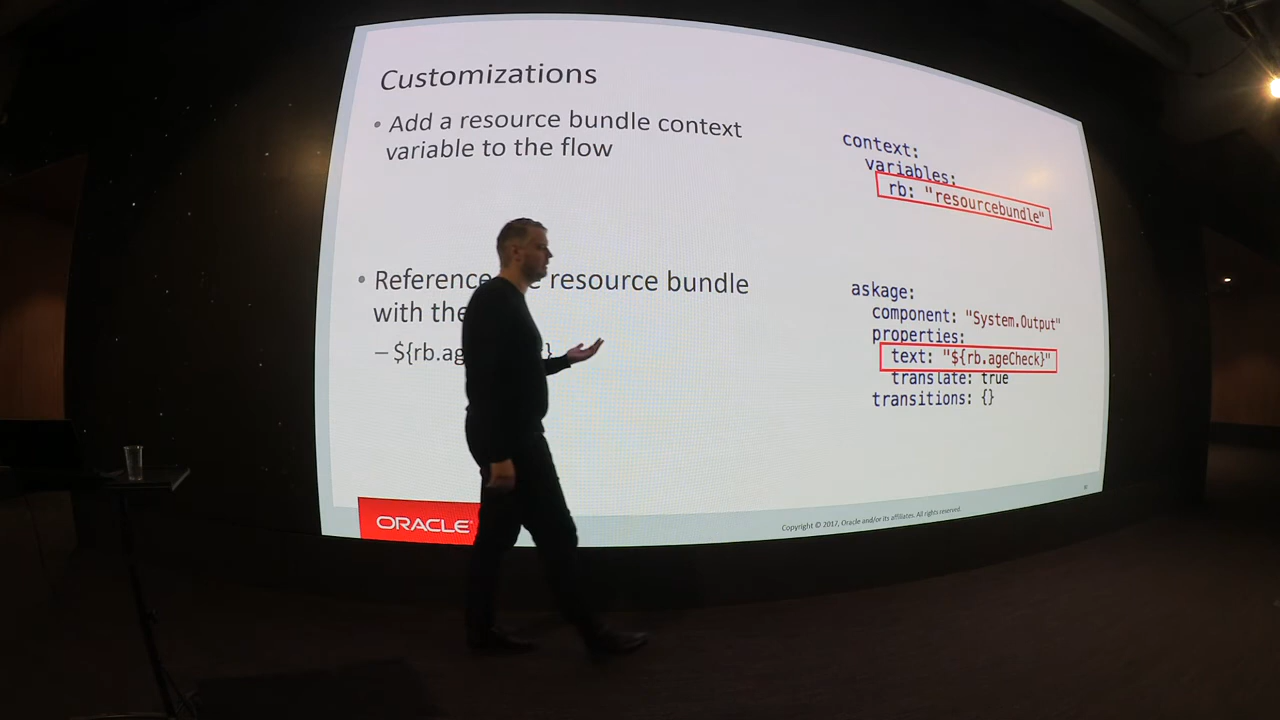 Customizations
• Add a resource bundle context
variable to the flow
context:
variables:
rb: "resourcebundle"
• Reference resource bundle
with the
– ${rb.ag }
askage:
component: "System.Output"
properties:
text: "${rb.ageCheck}"
translate: true
transitions: {}
ORACLE
Copyright © 2017, Oracle and/or its affiliates. All rights reserved.